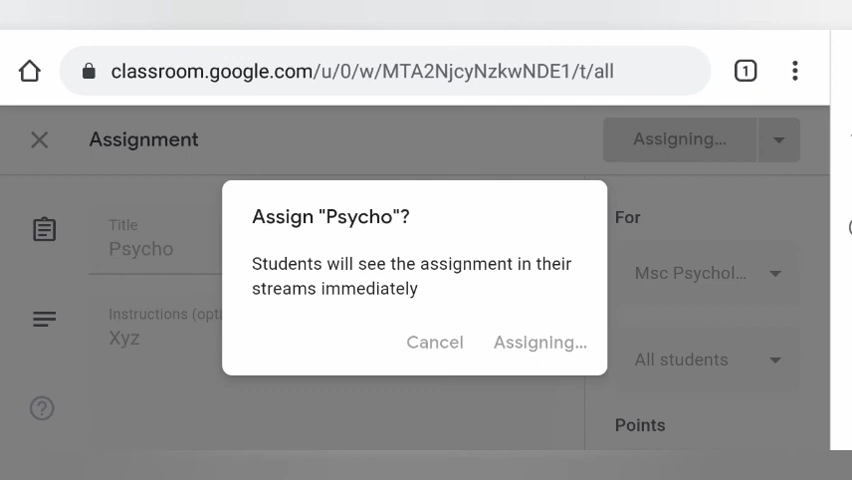 classroom.google.com/u/0/w/MTA2NjcyNzkwNDE1/t/all
1
Assignment
Assigning...
Assign "Psycho"?
Students will see the assignment in their
streams immediately
Cancel
Assigning...
Title
Psycho
Instructions (opti
Xyz
For
Msc Psychol...
All students
Points